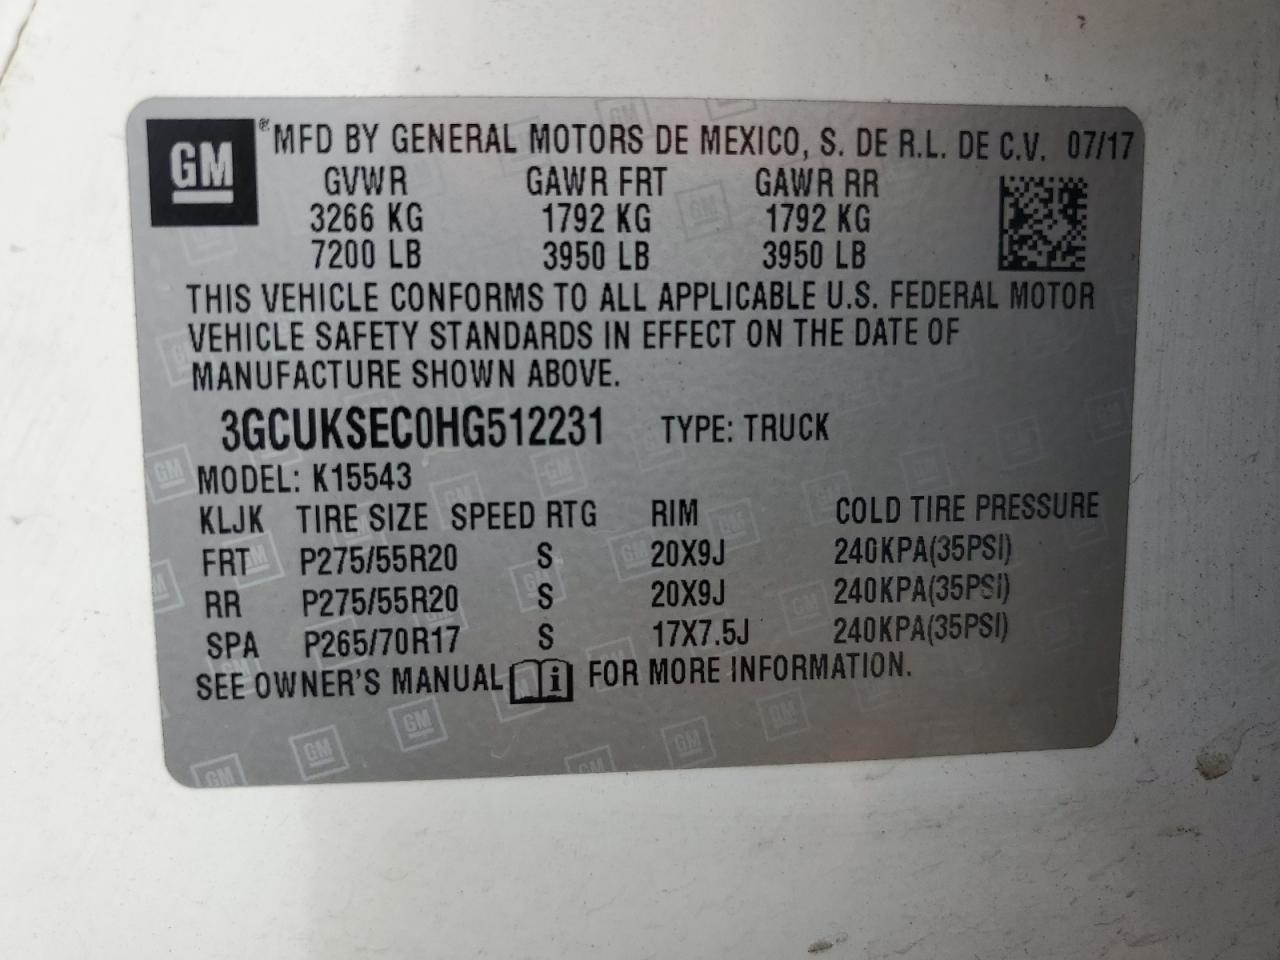 GM ® MFD BY GENERAL MOTORS DE MEXICO, S. DE R.L. DE C.V. 07/17
GVWR GAWR FRT GAWR RR
3266 KG 1792 KG 1792 KG
7200 LB 3950 LB 3950 LB
THIS VEHICLE CONFORMS TO ALL APPLICABLE U.S. FEDERAL MOTOR
VEHICLE SAFETY STANDARDS IN EFFECT ON THE DATE OF
MANUFACTURE SHOWN ABOVE.
3GCUKSEC0HG512231 TYPE: TRUCK
MODEL: K15543
KLJK TIRE SIZE SPEED RTG RIM COLD TIRE PRESSURE
FRT P275/55R20 S 20X9J 240KPA(35PSI)
RR P275/55R20 S 20X9J 240KPA(35PSI)
SPA P265/70R17 S 17X7.5J 240KPA(35PSI)
SEE OWNER'S MANUAL i FOR MORE INFORMATION.